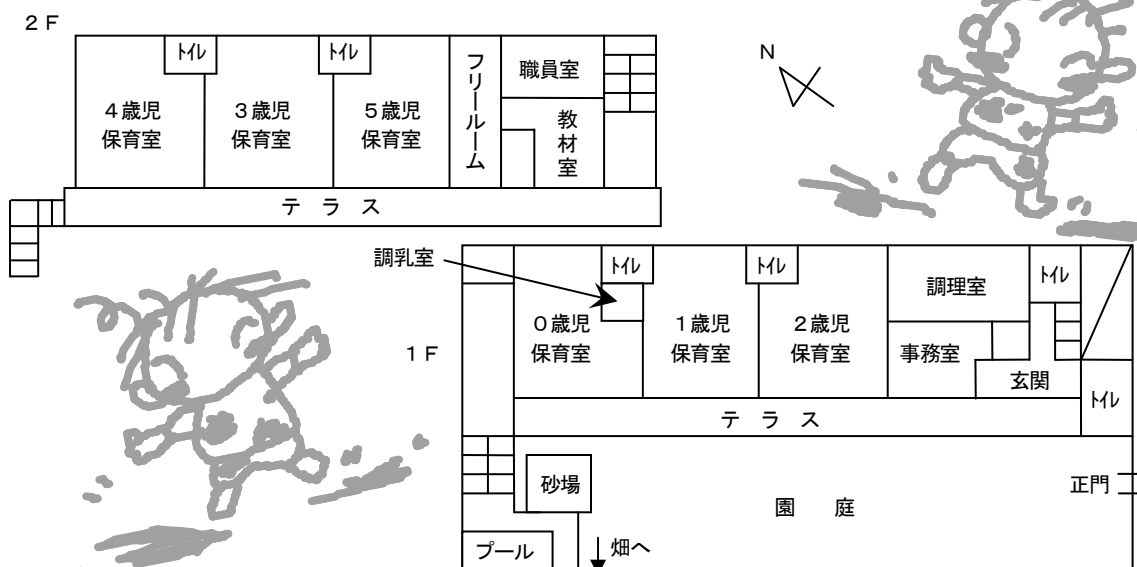 ２Ｆ
ﾄｲﾚ
ﾄｲﾚ
４歳児
保育室
３歳児
保育室
５歳児
保育室
フリールーム
職員室
教材室
テ ラ ス
N
調乳室
１Ｆ
ﾄｲﾚ
ﾄｲﾚ
０歳児
保育室
１歳児
保育室
２歳児
保育室
調理室
事務室
ﾄｲﾚ
玄関
ﾄｲﾚ
テ ラ ス
砂場
園 庭
正門
プール
畑へ